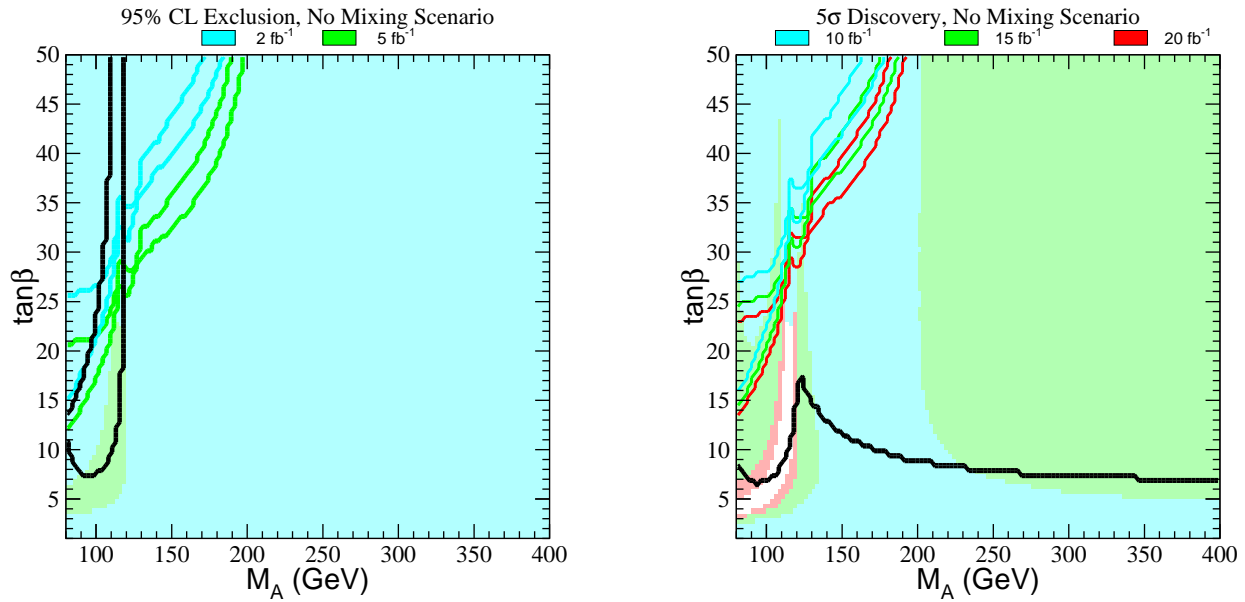 95% CL Exclusion, No Mixing Scenario
2 fb⁻¹ 5 fb⁻¹
50
45
40
35
30
25
20
15
10
5
tanβ
100 150 200 250 300 350 400
M_A (GeV)
5σ Discovery, No Mixing Scenario
10 fb⁻¹ 15 fb⁻¹ 20 fb⁻¹
50
45
40
35
30
25
20
15
10
5
tanβ
100 150 200 250 300 350 400
M_A (GeV)